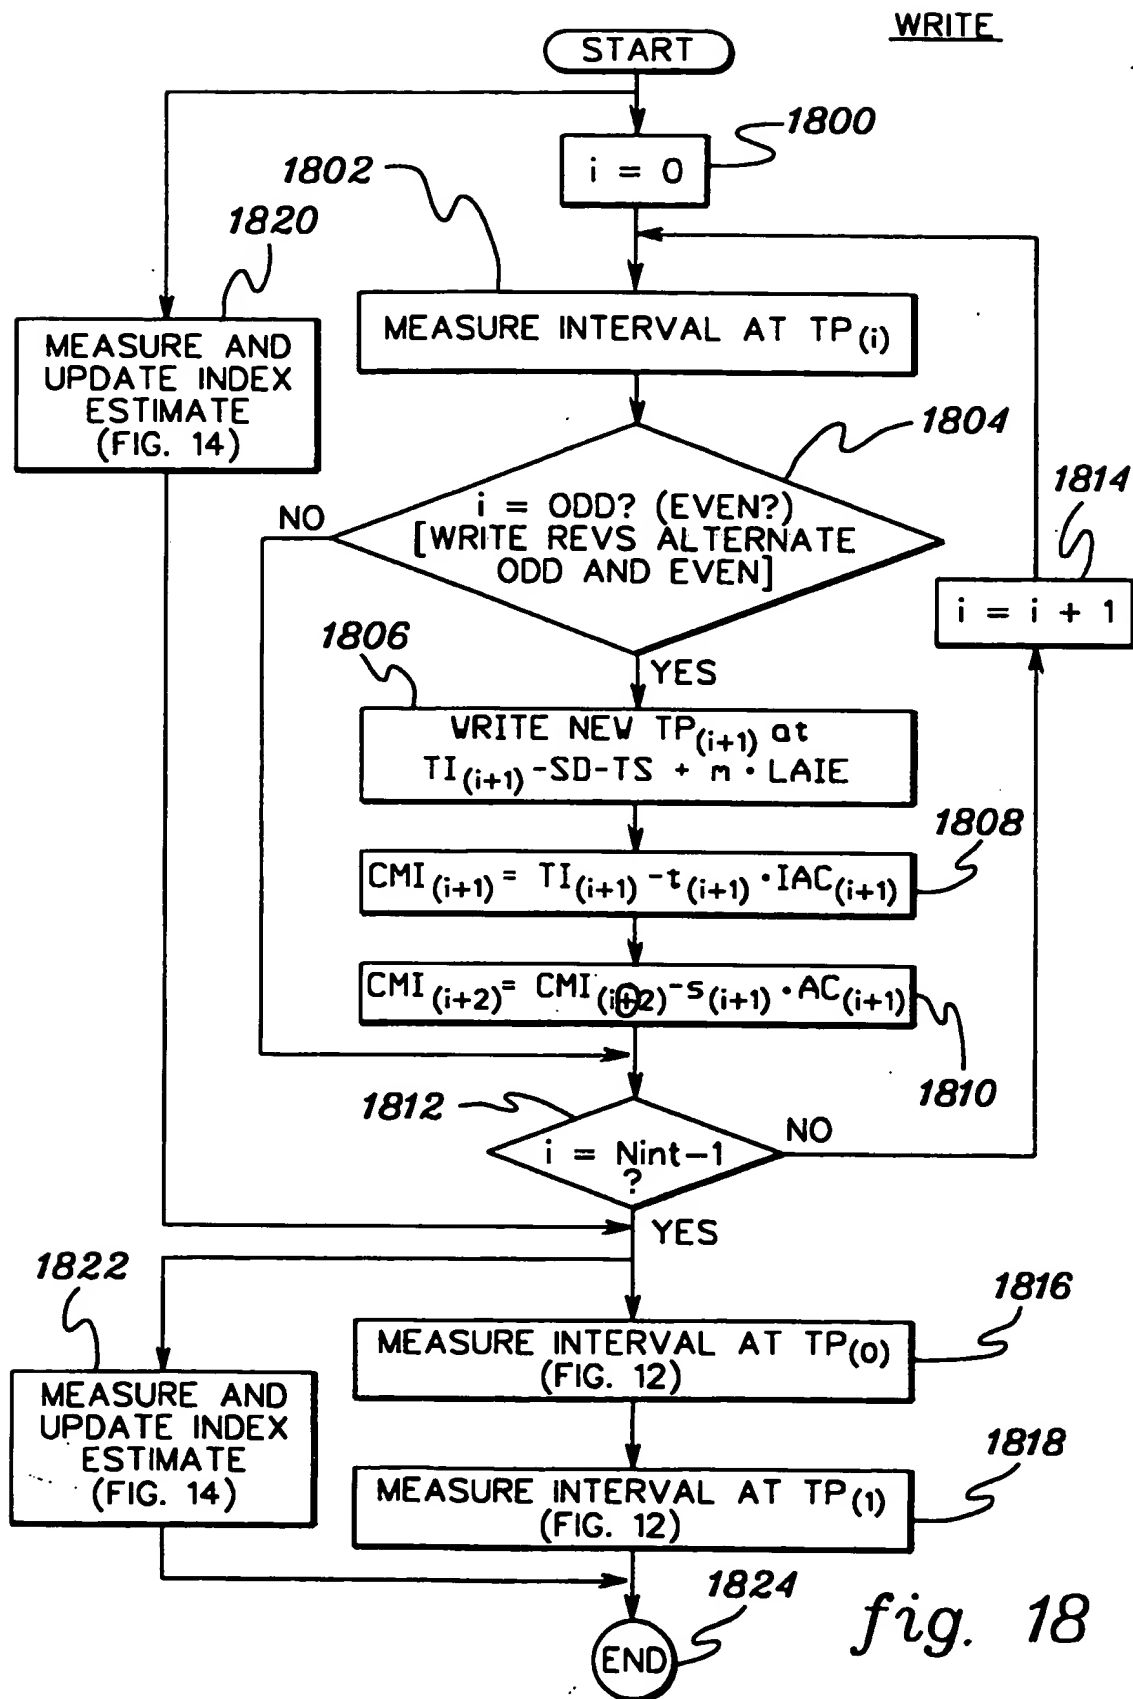 WRITE
START
1800
i = 0
1802
1820
MEASURE INTERVAL AT TP(i)
MEASURE AND
UPDATE INDEX
ESTIMATE
(FIG. 14)
1804
i = ODD? (EVEN?)
[WRITE REVS ALTERNATE
ODD AND EVEN]
NO
1814
i = i + 1
1806
YES
WRITE NEW TP(i+1) at
TI(i+1) -SD-TS + m · LAIE
1808
CMI(i+1) = TI(i+1) -t(i+1) · IAC(i+1)
CMI(i+2) = CMI(i+2) -s(i+1) · AC(i+1)
1810
1812
i = Nint-1
?
NO
YES
1822
1816
MEASURE INTERVAL AT TP(0)
(FIG. 12)
MEASURE AND
UPDATE INDEX
ESTIMATE
(FIG. 14)
1818
MEASURE INTERVAL AT TP(1)
(FIG. 12)
1824
END
fig. 18